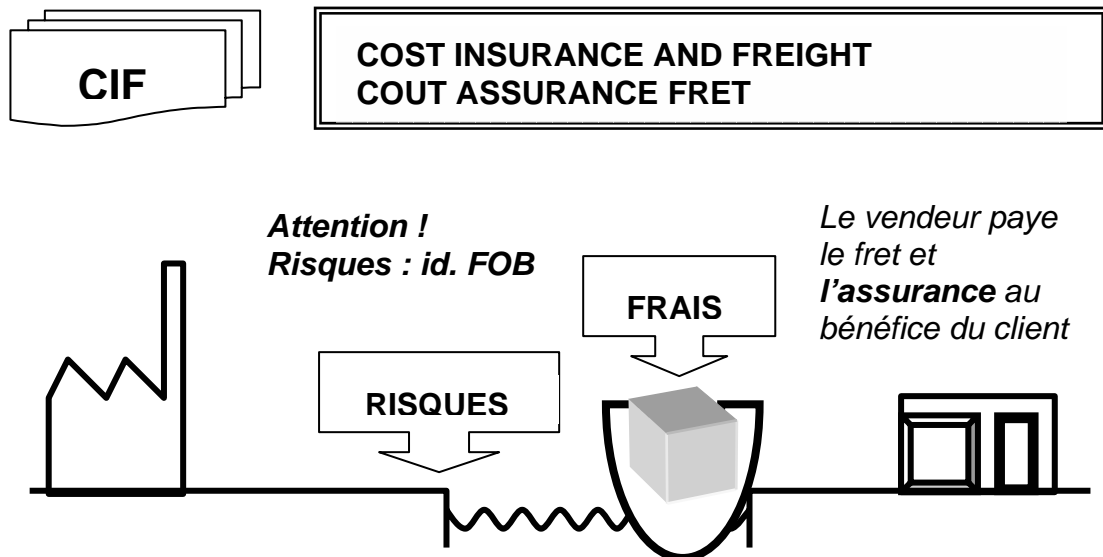 CIF
COST INSURANCE AND FREIGHT
COUT ASSURANCE FRET
Attention !
Risques : id. FOB
FRAIS
Le vendeur paye
le fret et
l’assurance au
bénéfice du client
RISQUES